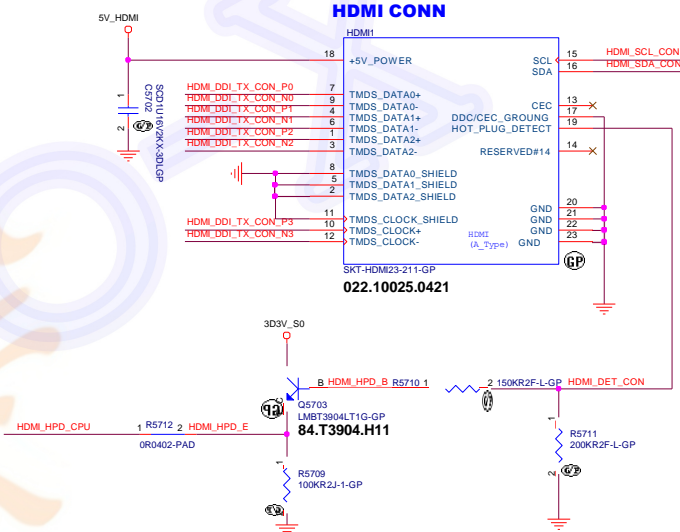 HDMI CONN
5V_HDMI
HDMI1
18 +5V_POWER
SCL 15 HDMI_SCL_CON
SDA 16 HDMI_SDA_CON
1
2
C5702
SCD1U16V2KX-3DLGP
HDMI_DDI_TX_CON_P0 7 TMDS_DATA0+
HDMI_DDI_TX_CON_N0 9 TMDS_DATA0-
HDMI_DDI_TX_CON_P1 4 TMDS_DATA1+
HDMI_DDI_TX_CON_N1 6 TMDS_DATA1-
HDMI_DDI_TX_CON_P2 1 TMDS_DATA2+
HDMI_DDI_TX_CON_N2 3 TMDS_DATA2-
CEC 13
DDC/CEC_GROUNG 17
HOT_PLUG_DETECT 19
RESERVED#14 14
8 TMDS_DATA0_SHIELD
5 TMDS_DATA1_SHIELD
2 TMDS_DATA2_SHIELD
11 TMDS_CLOCK_SHIELD
HDMI_DDI_TX_CON_P3 10 TMDS_CLOCK+
HDMI_DDI_TX_CON_N3 12 TMDS_CLOCK-
GND 20
GND 21
GND 22
GND 23
HDMI
(A_Type)
GP
SKT-HDMI23-211-GP
022.10025.0421
3D3V_S0
B HDMI_HPD_B R5710 1
2 150KR2F-L-GP HDMI_DET_CON
Q5703
LMBT3904LT1G-GP
84.T3904.H11
HDMI_HPD_CPU 1 R5712 2 HDMI_HPD_E
0R0402-PAD
1
R5711
200KR2F-L-GP
2
1
R5709
100KR2J-1-GP